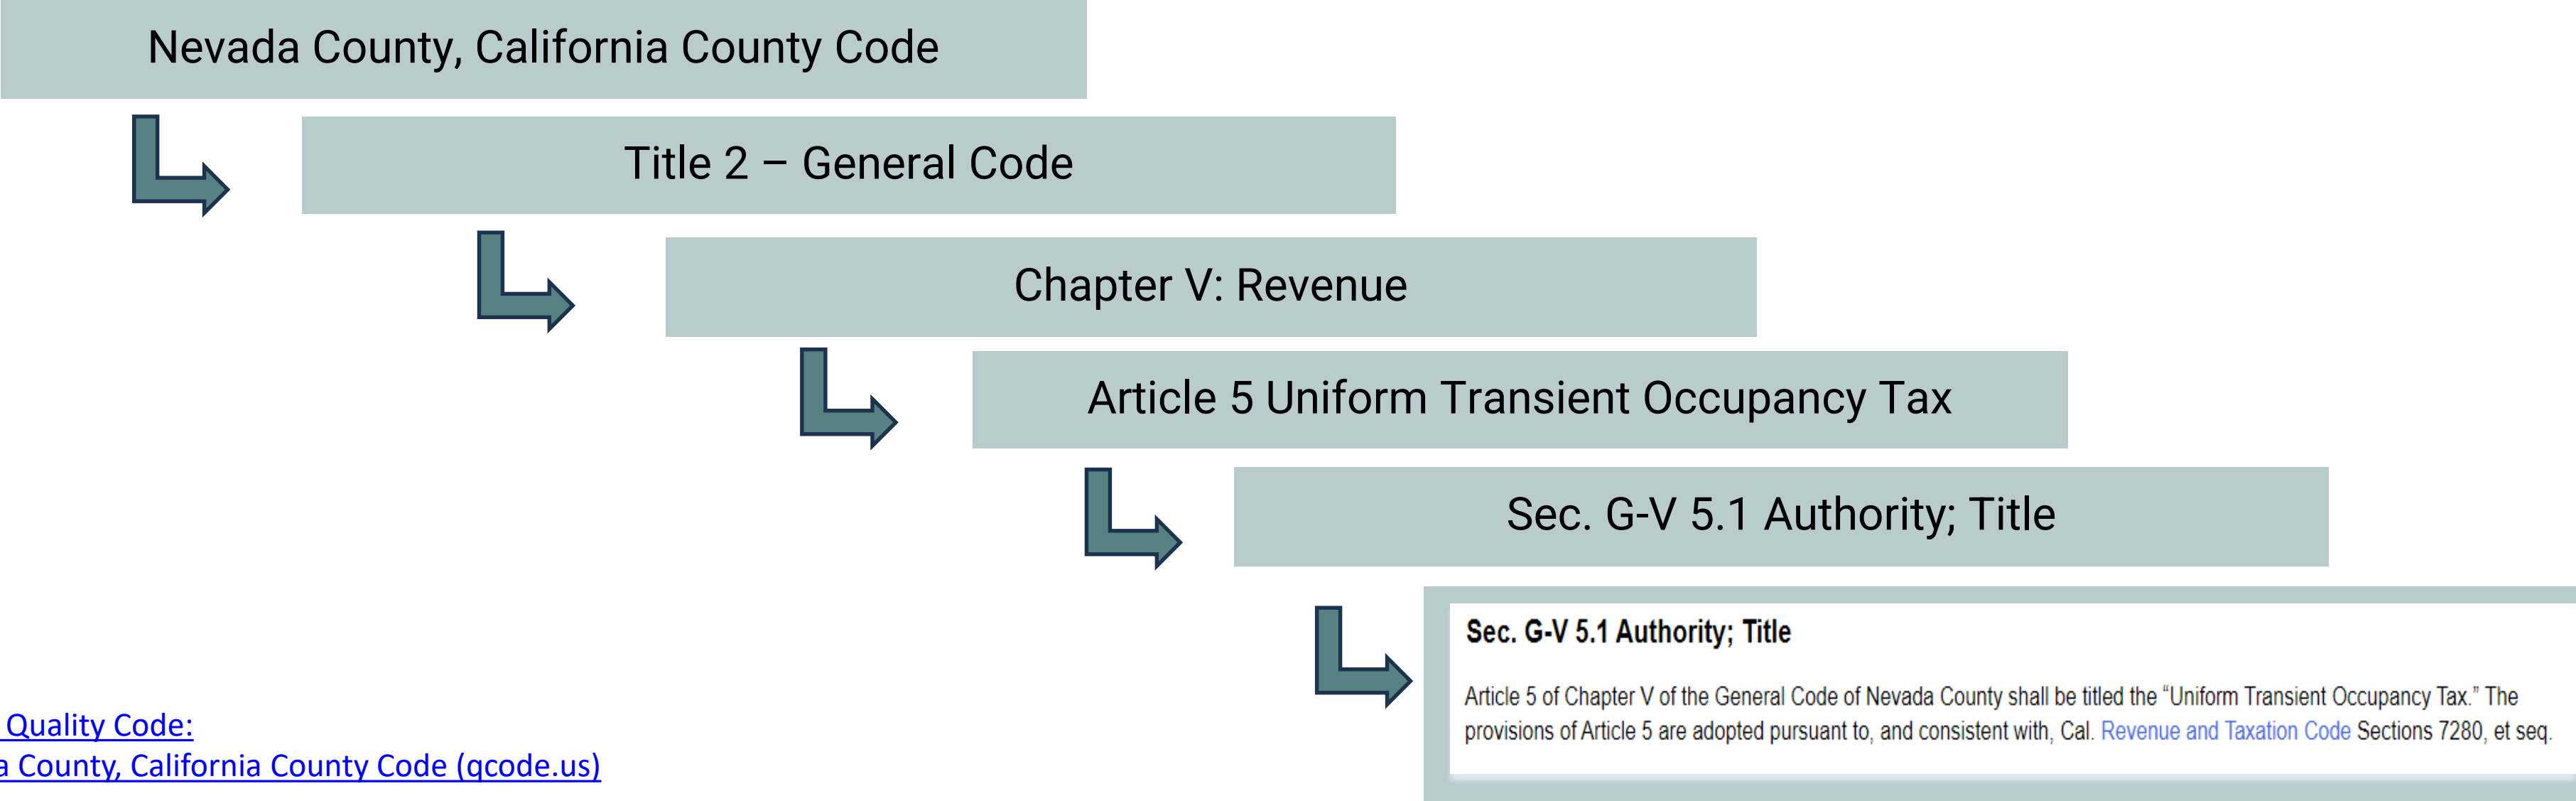 Nevada County, California County Code
Title 2 – General Code
Chapter V: Revenue
Article 5 Uniform Transient Occupancy Tax
Sec. G-V 5.1 Authority; Title
Sec. G-V 5.1 Authority; Title
Article 5 of Chapter V of the General Code of Nevada County shall be titled the “Uniform Transient Occupancy Tax.” The
provisions of Article 5 are adopted pursuant to, and consistent with, Cal. Revenue and Taxation Code Sections 7280, et seq.
Quality Code:
County, California County Code (qcode.us)